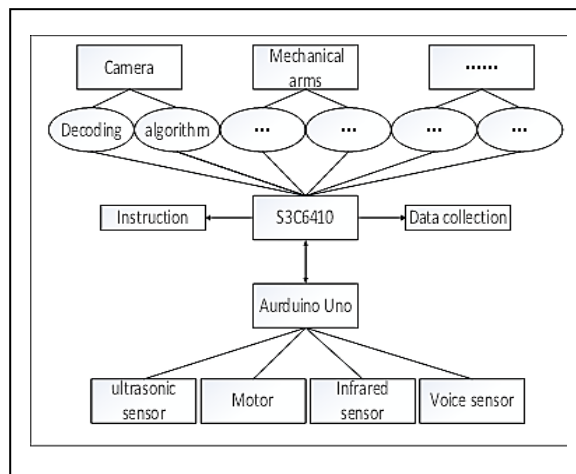 Camera
Mechanical
arms
......
Decoding
algorithm
...
...
...
...
Instruction
S3C6410
Data collection
Aurduino Uno
ultrasonic
sensor
Motor
Infrared
sensor
Voice sensor